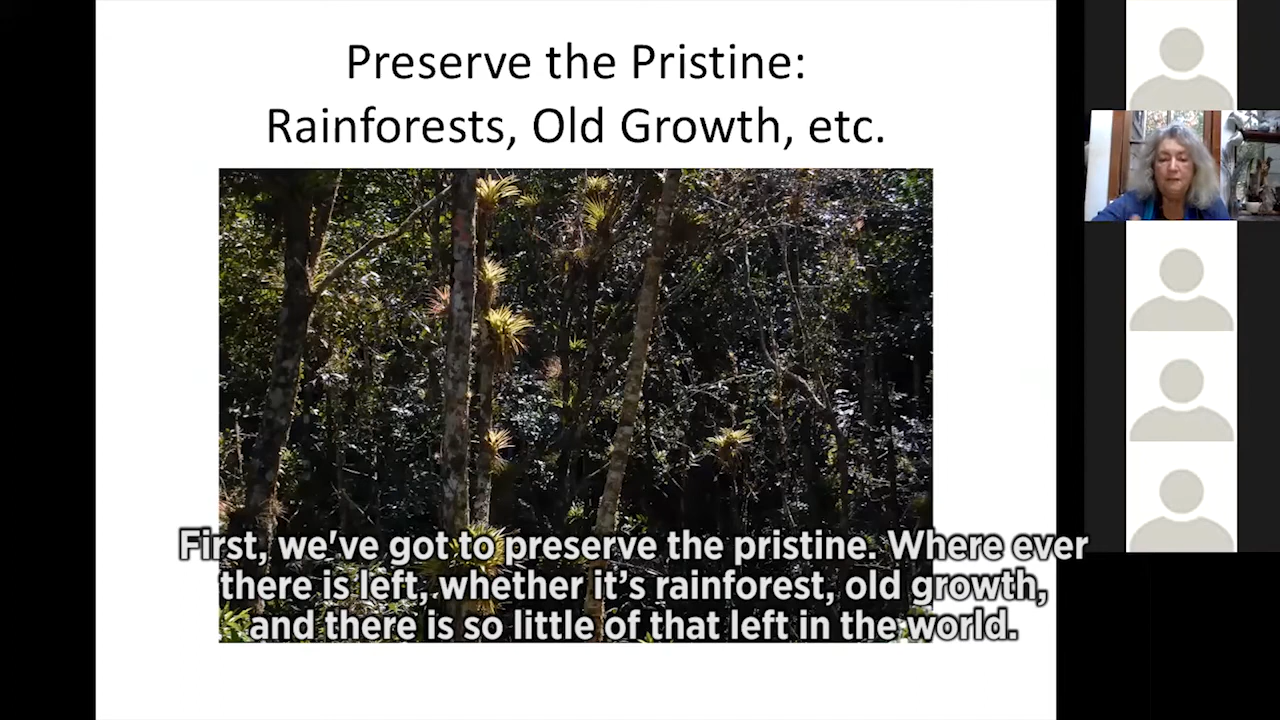 Preserve the Pristine:
Rainforests, Old Growth, etc.
First, we've got to preserve the pristine. Where ever
there is left, whether it’s rainforest, old growth,
and there is so little of that left in the world.